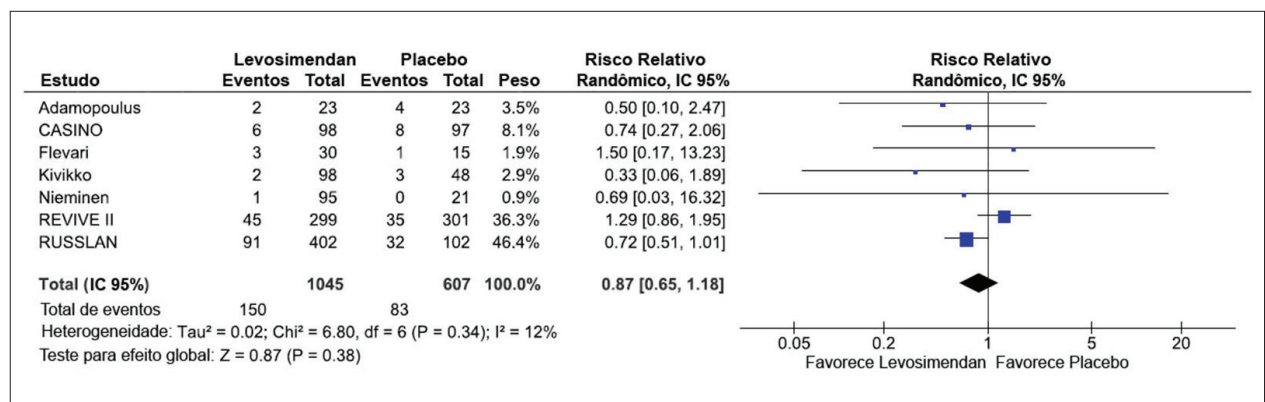 Levosimendan Placebo Risco Relativo Risco Relativo
Estudo Eventos Total Eventos Total Peso Randômico, IC 95% Randômico, IC 95%
Adamopoulus 2 23 4 23 3.5% 0.50 [0.10, 2.47]
CASINO 6 98 8 97 8.1% 0.74 [0.27, 2.06]
Flevari 3 30 1 15 1.9% 1.50 [0.17, 13.23]
Kivikko 2 98 3 48 2.9% 0.33 [0.06, 1.89]
Nieminen 1 95 0 21 0.9% 0.69 [0.03, 16.32]
REVIVE II 45 299 35 301 36.3% 1.29 [0.86, 1.95]
RUSSLAN 91 402 32 102 46.4% 0.72 [0.51, 1.01]
Total (IC 95%) 1045 607 100.0% 0.87 [0.65, 1.18]
Total de eventos 150 83
Heterogeneidade: Tau² = 0.02; Chi² = 6.80, df = 6 (P = 0.34); I² = 12%
Teste para efeito global: Z = 0.87 (P = 0.38)
0.05 0.2 1 5 20
Favorece Levosimendan Favorece Placebo